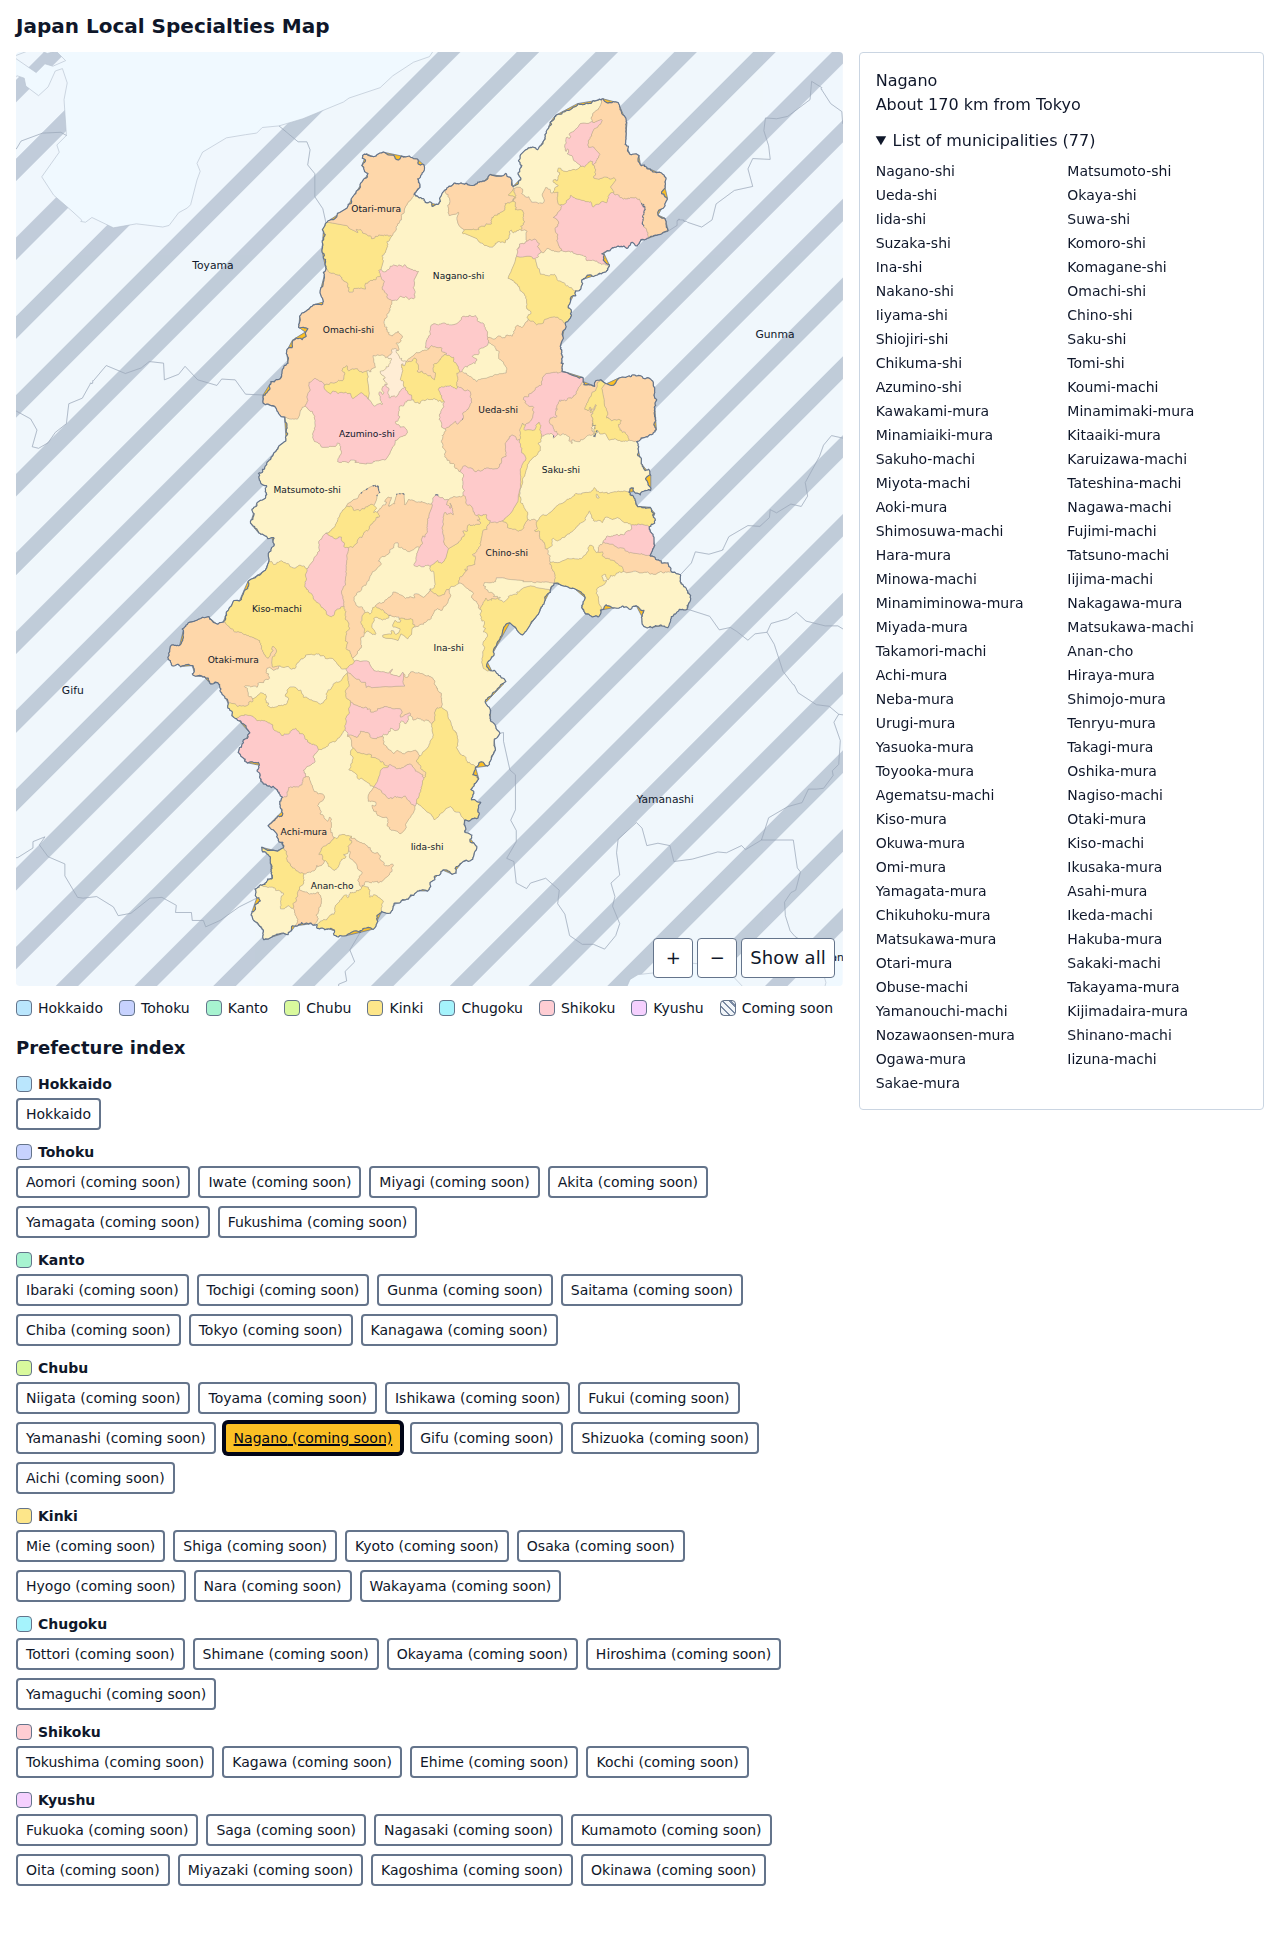 Japan Local Specialties Map
Otari-mura
Toyama
Nagano-shi
Omachi-shi
Gunma
Ueda-shi
Azumino-shi
Saku-shi
Matsumoto-shi
Chino-shi
Kiso-machi
Ina-shi
Otaki-mura
Gifu
Yamanashi
Achi-mura
Iida-shi
Anan-cho
+
−
Show all
Hokkaido Tohoku Kanto Chubu Kinki Chugoku Shikoku Kyushu Coming soon
Nagano
About 170 km from Tokyo
▼ List of municipalities (77)
Nagano-shi Matsumoto-shi
Ueda-shi Okaya-shi
Iida-shi Suwa-shi
Suzaka-shi Komoro-shi
Ina-shi Komagane-shi
Nakano-shi Omachi-shi
Iiyama-shi Chino-shi
Shiojiri-shi Saku-shi
Chikuma-shi Tomi-shi
Azumino-shi Koumi-machi
Kawakami-mura Minamimaki-mura
Minamiaiki-mura Kitaaiki-mura
Sakuho-machi Karuizawa-machi
Miyota-machi Tateshina-machi
Aoki-mura Nagawa-machi
Shimosuwa-machi Fujimi-machi
Hara-mura Tatsuno-machi
Minowa-machi Iijima-machi
Minamiminowa-mura Nakagawa-mura
Miyada-mura Matsukawa-machi
Takamori-machi Anan-cho
Achi-mura Hiraya-mura
Neba-mura Shimojo-mura
Urugi-mura Tenryu-mura
Yasuoka-mura Takagi-mura
Toyooka-mura Oshika-mura
Agematsu-machi Nagiso-machi
Kiso-mura Otaki-mura
Okuwa-mura Kiso-machi
Omi-mura Ikusaka-mura
Yamagata-mura Asahi-mura
Chikuhoku-mura Ikeda-machi
Matsukawa-mura Hakuba-mura
Otari-mura Sakaki-machi
Obuse-machi Takayama-mura
Yamanouchi-machi Kijimadaira-mura
Nozawaonsen-mura Shinano-machi
Ogawa-mura Iizuna-machi
Sakae-mura
Prefecture index
Hokkaido
Hokkaido
Tohoku
Aomori (coming soon) Iwate (coming soon) Miyagi (coming soon) Akita (coming soon)
Yamagata (coming soon) Fukushima (coming soon)
Kanto
Ibaraki (coming soon) Tochigi (coming soon) Gunma (coming soon) Saitama (coming soon)
Chiba (coming soon) Tokyo (coming soon) Kanagawa (coming soon)
Chubu
Niigata (coming soon) Toyama (coming soon) Ishikawa (coming soon) Fukui (coming soon)
Yamanashi (coming soon) Nagano (coming soon) Gifu (coming soon) Shizuoka (coming soon)
Aichi (coming soon)
Kinki
Mie (coming soon) Shiga (coming soon) Kyoto (coming soon) Osaka (coming soon)
Hyogo (coming soon) Nara (coming soon) Wakayama (coming soon)
Chugoku
Tottori (coming soon) Shimane (coming soon) Okayama (coming soon) Hiroshima (coming soon)
Yamaguchi (coming soon)
Shikoku
Tokushima (coming soon) Kagawa (coming soon) Ehime (coming soon) Kochi (coming soon)
Kyushu
Fukuoka (coming soon) Saga (coming soon) Nagasaki (coming soon) Kumamoto (coming soon)
Oita (coming soon) Miyazaki (coming soon) Kagoshima (coming soon) Okinawa (coming soon)